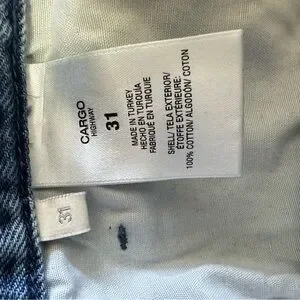 CARGO
HIGHWAY
31
MADE IN TURKEY
HECHO EN TURQUÍA
FABRIQUÉ EN TURQUIE
SHELL/TELA EXTERIOR/
ÉTOFFE EXTÉRIEURE:
100% COTTON/ALGODÓN/ COTON
31